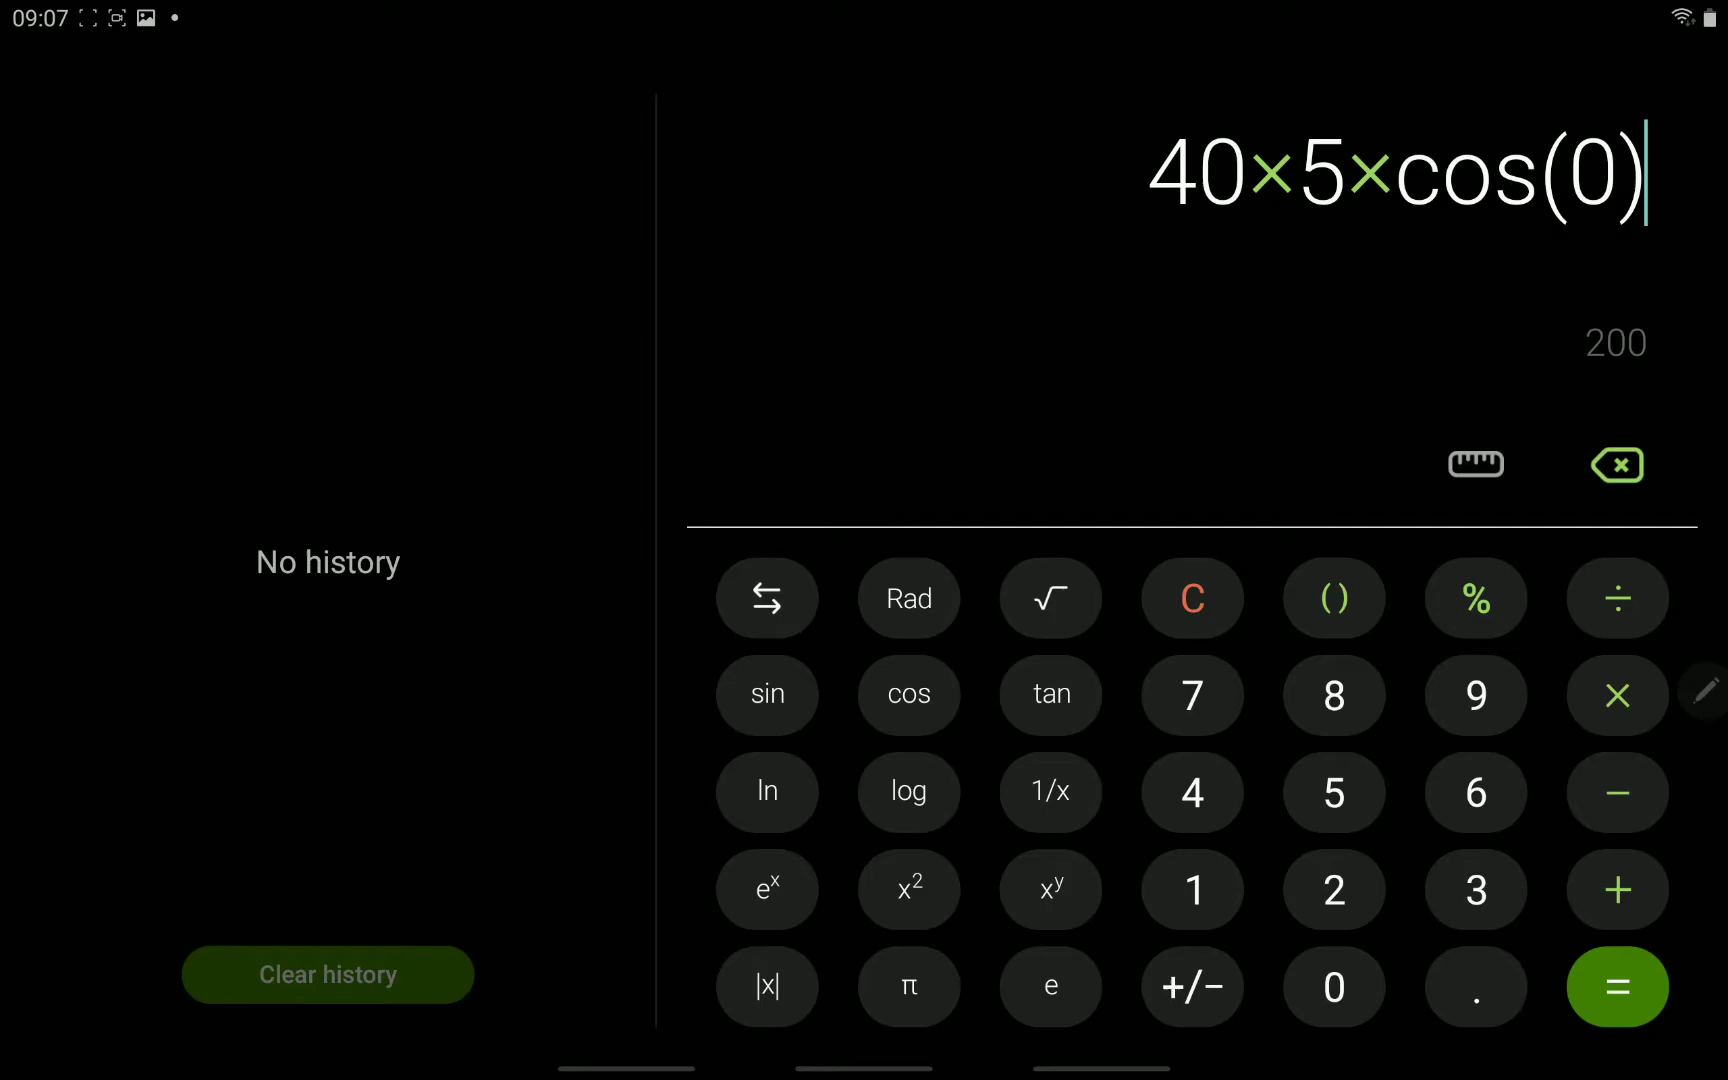 09:07
40×5×cos(0)
200
No history
Rad √ C ( ) % ÷
sin cos tan 7 8 9 ×
ln log 1/x 4 5 6 −
eˣ x² xʸ 1 2 3 +
|x| π e +/− 0 . =
Clear history